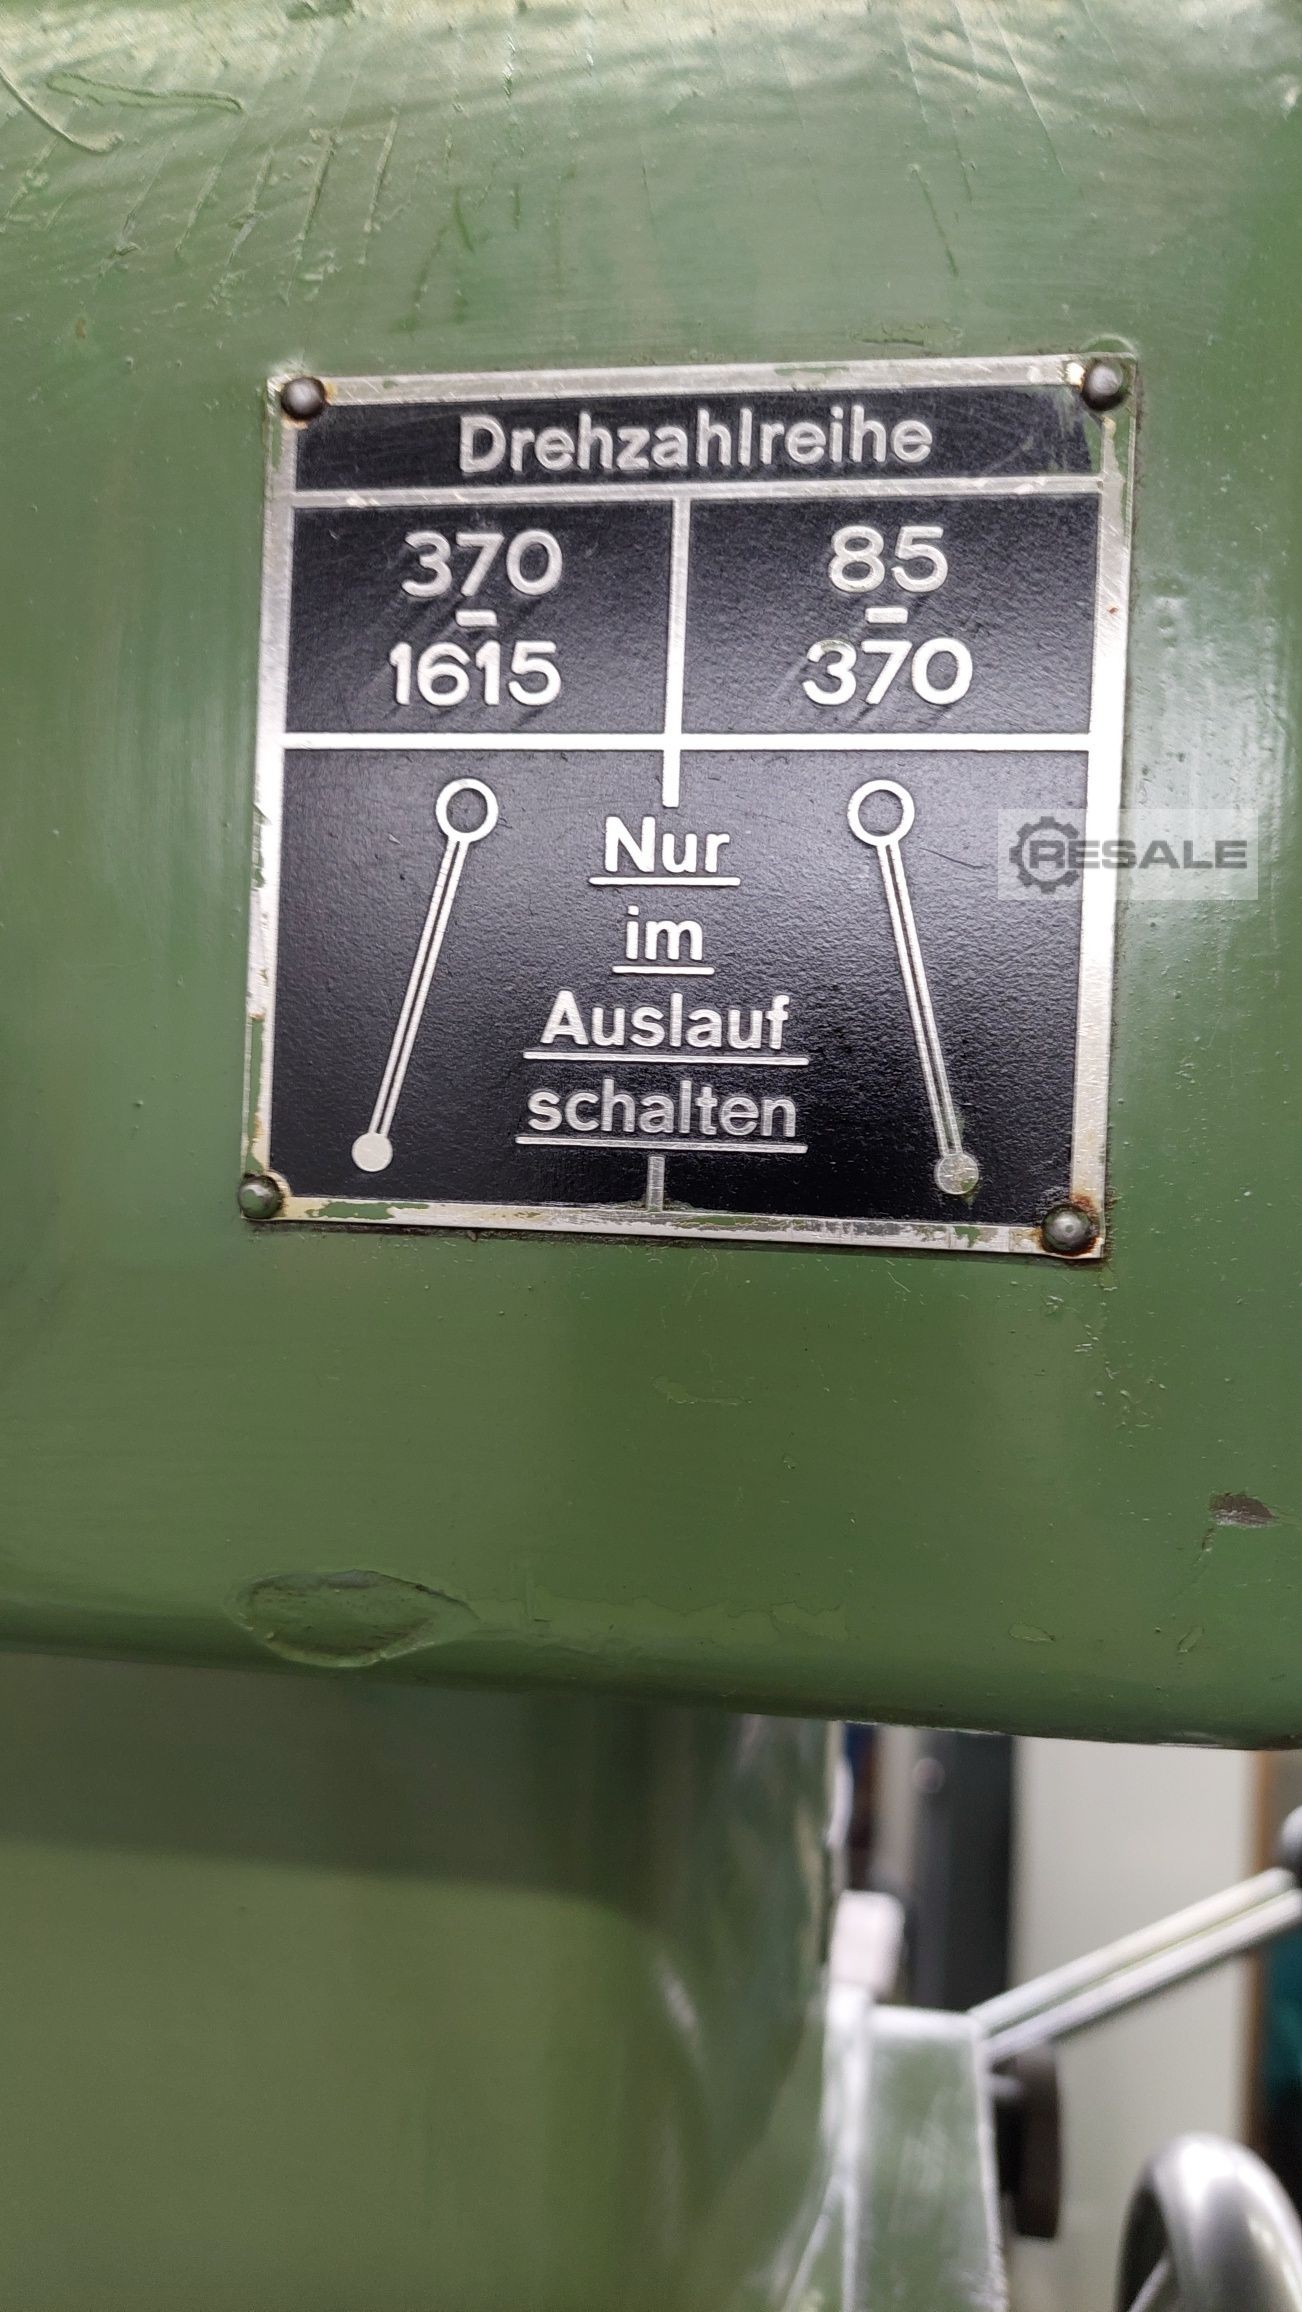 Drehzahlreihe
370 85
- -
1615 370
Nur
im
Auslauf
schalten
RESALE